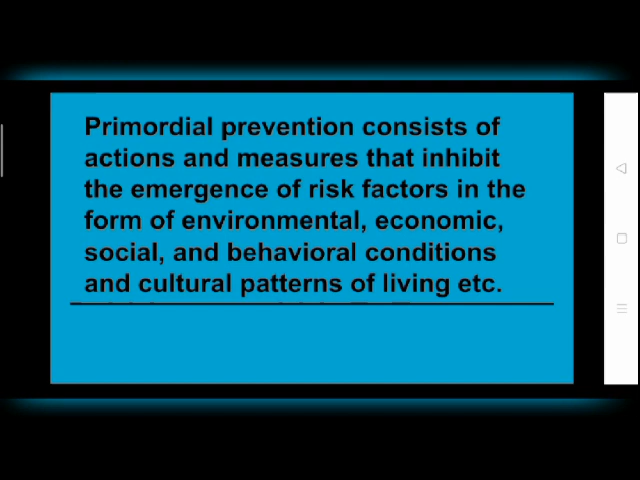 Primordial prevention consists of
actions and measures that inhibit
the emergence of risk factors in the
form of environmental, economic,
social, and behavioral conditions
and cultural patterns of living etc.